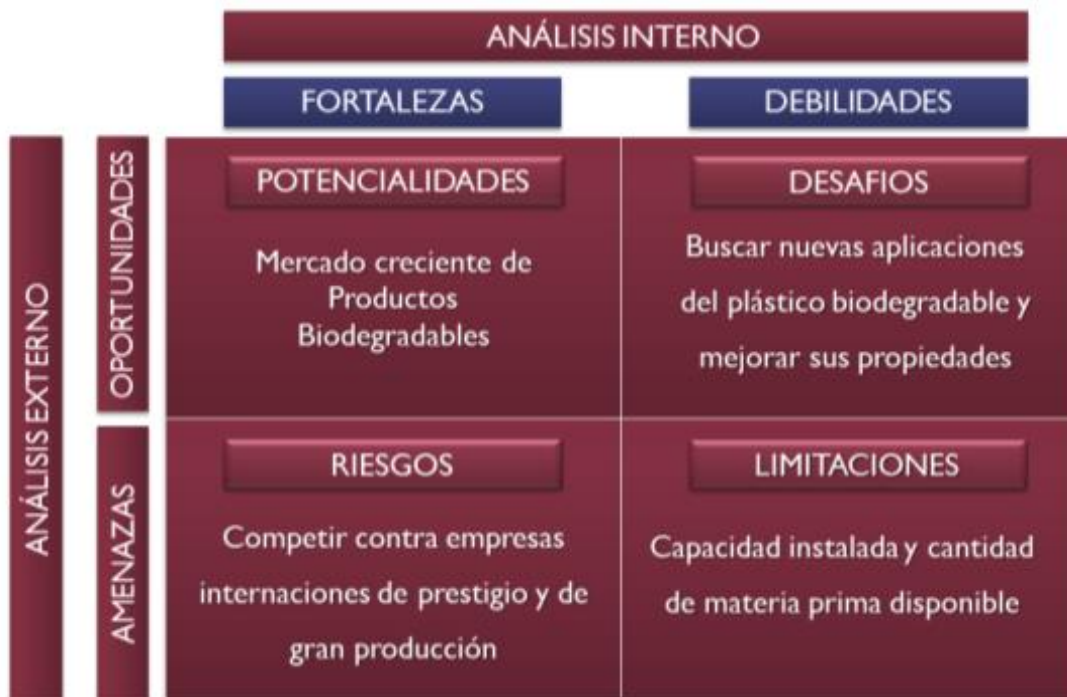 ANÁLISIS INTERNO
FORTALEZAS
DEBILIDADES
ANÁLISIS EXTERNO
OPORTUNIDADES
POTENCIALIDADES
Mercado creciente de
Productos
Biodegradables
DESAFIOS
Buscar nuevas aplicaciones
del plástico biodegradable y
mejorar sus propiedades
AMENAZAS
RIESGOS
Competir contra empresas
internaciones de prestigio y de
gran producción
LIMITACIONES
Capacidad instalada y cantidad
de materia prima disponible